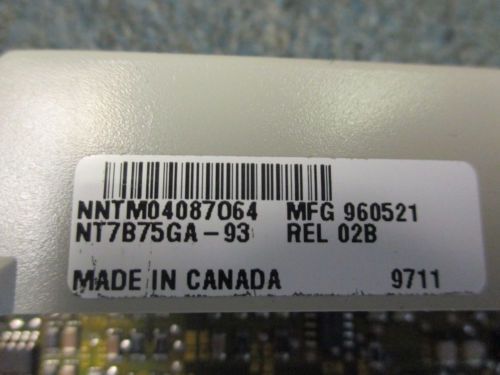 NNTM04087064 MFG 960521
NT7B75GA-93 REL 02B
MADE IN CANADA 9711